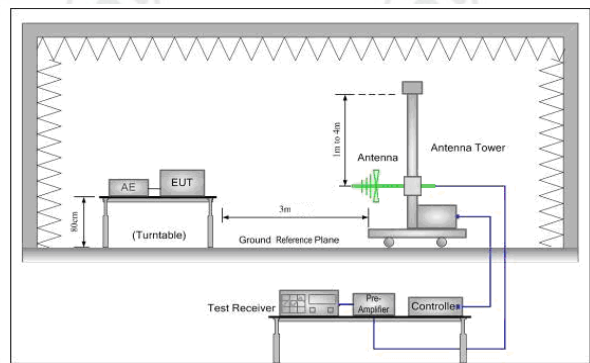 1m to 4m
Antenna
Antenna Tower
AE
EUT
3m
80cm
(Turntable)
Ground Reference Plane
Test Receiver
Pre-
Amplifier
Controller